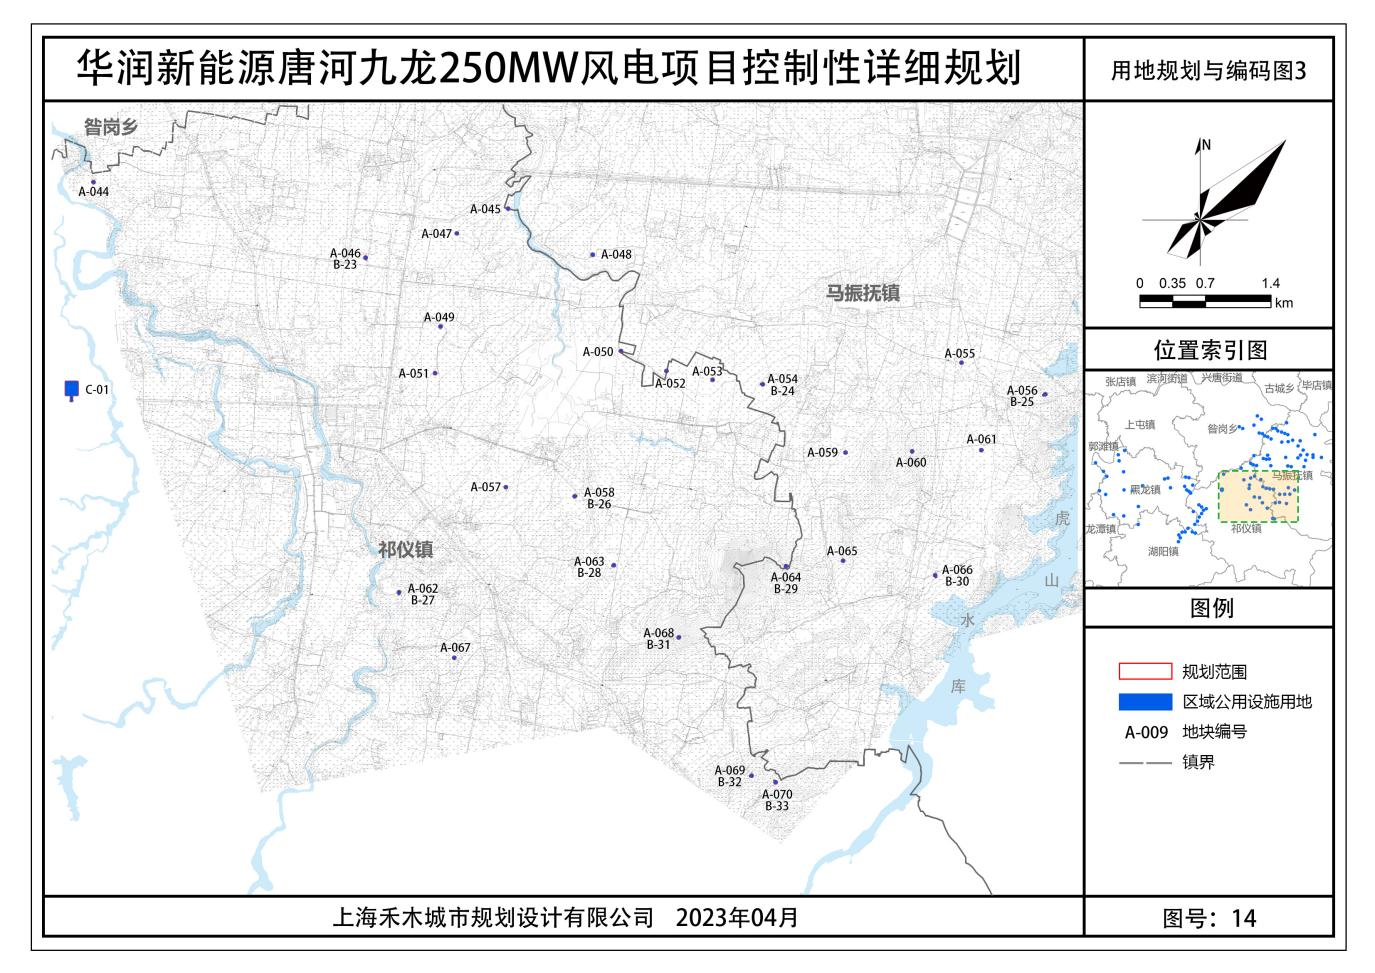 华润新能源唐河九龙250MW风电项目控制性详细规划
用地规划与编码图3
昝岗乡
A-044
A-045
A-047
A-046
B-23
A-048
马振抚镇
A-049
A-050
A-051
A-052
A-053
A-054
B-24
A-055
A-056
B-25
C-01
A-059
A-060
A-061
A-057
A-058
B-26
虎
山
水
库
祁仪镇
A-062
B-27
A-063
B-28
A-064
B-29
A-065
A-066
B-30
A-067
A-068
B-31
A-069
B-32
A-070
B-33
N
0 0.35 0.7 1.4
km
位置索引图
张店镇 滨河街道 兴唐街道 古城乡 毕店镇
上屯镇 昝岗乡
郭滩镇
马振抚镇
黑龙镇
龙潭镇 祁仪镇
湖阳镇
图例
规划范围
区域公用设施用地
A-009 地块编号
镇界
上海禾木城市规划设计有限公司 2023年04月
图号：14